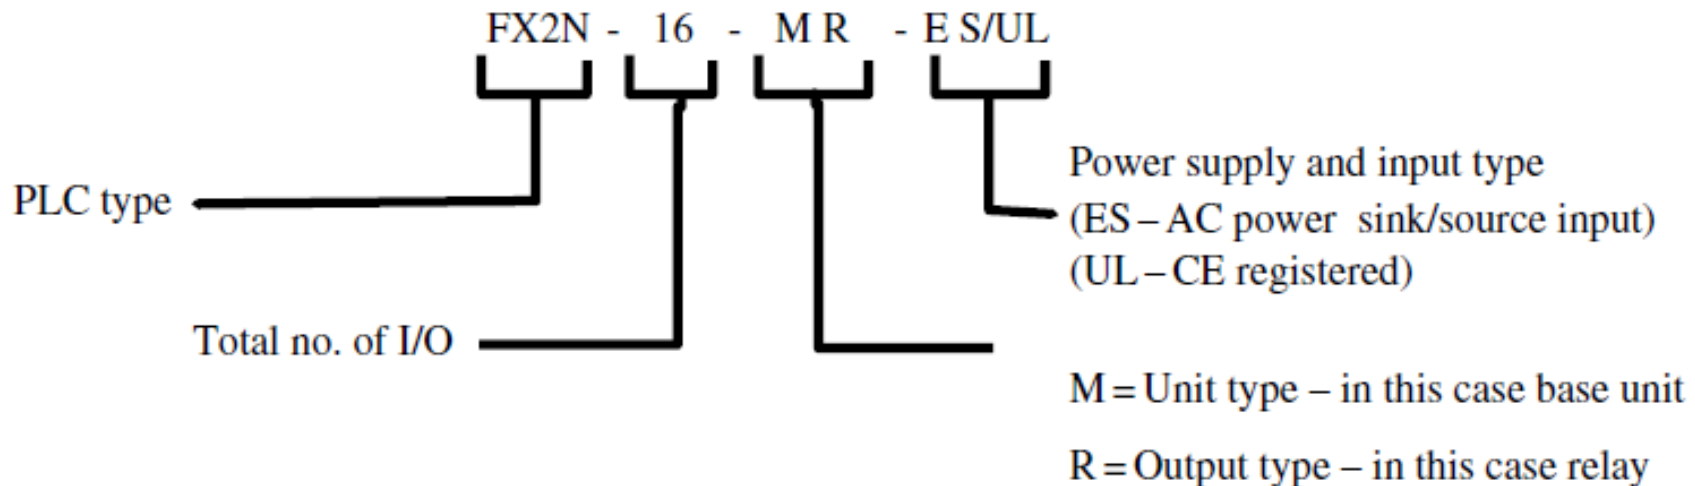 FX2N - 16 - M R - E S/UL
Power supply and input type
PLC type
(ES – AC power sink/source input)
(UL – CE registered)
Total no. of I/O
M = Unit type – in this case base unit
R = Output type – in this case relay